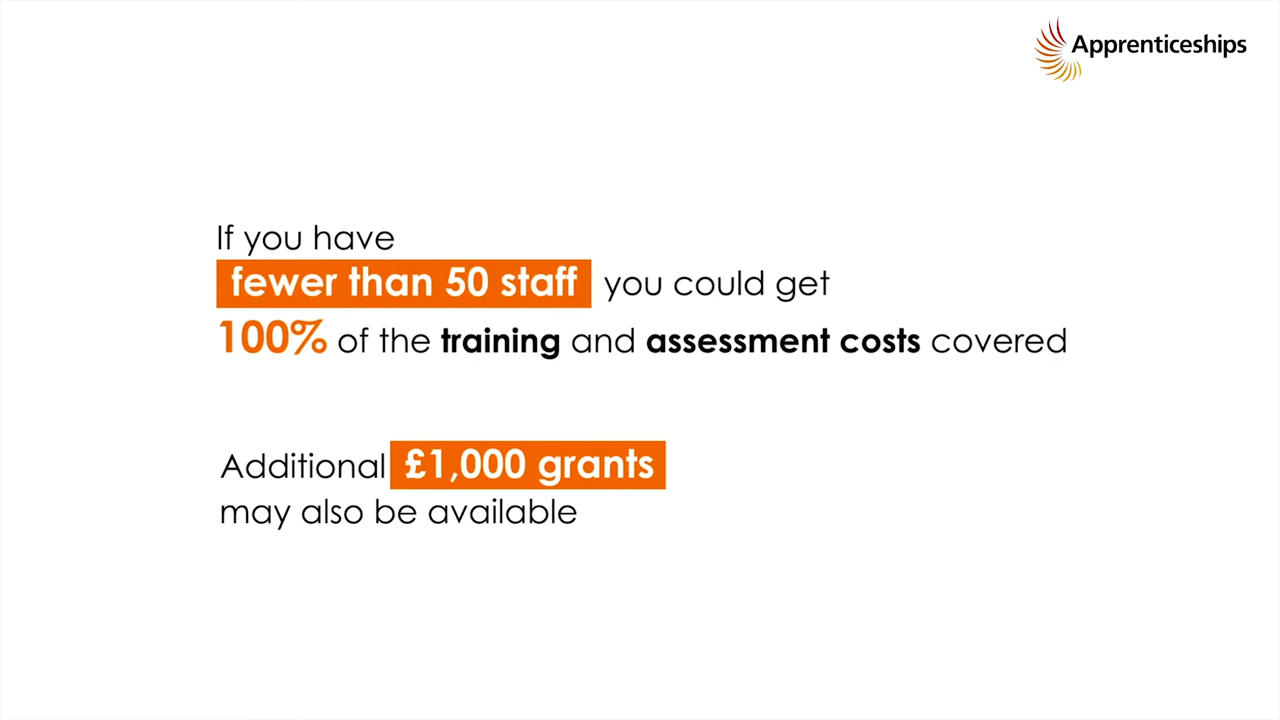 Apprenticeships
If you have
fewer than 50 staff you could get
100% of the training and assessment costs covered
Additional £1,000 grants
may also be available